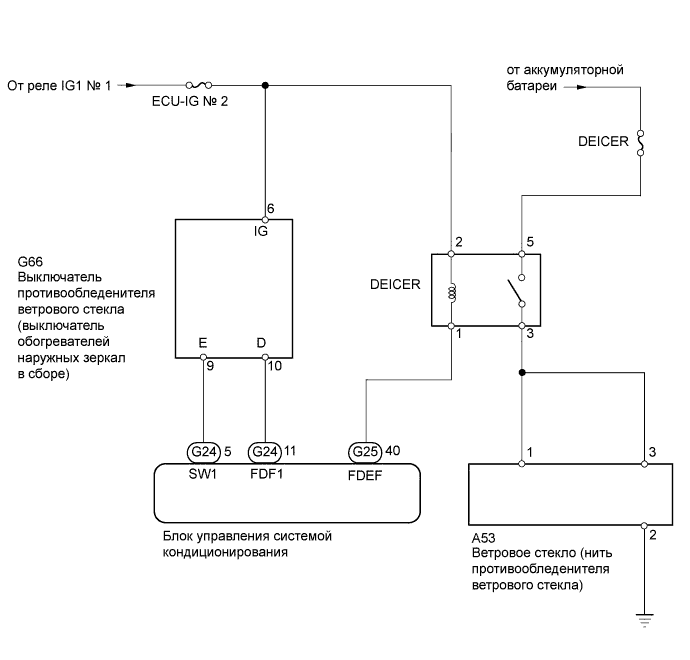 от аккумуляторной
батареи
От реле IG1 № 1
ECU-IG № 2
DEICER
6
IG
G66
Выключатель
противообледенителя
ветрового стекла
(выключатель
обогревателей
наружных зеркал
в сборе)
2
5
DEICER
1
3
E
D
9
10
G24
5
G24
11
G25
40
SW1
FDF1
FDEF
Блок управления системой
кондиционирования
1
3
2
A53
Ветровое стекло (нить
противообледенителя
ветрового стекла)